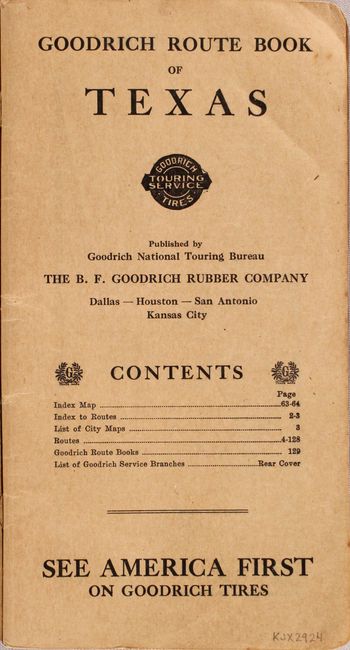 GOODRICH ROUTE BOOK
OF
TEXAS
GOODRICH
TOURING
SERVICE
TIRES
Published by
Goodrich National Touring Bureau
THE B. F. GOODRICH RUBBER COMPANY
Dallas — Houston — San Antonio
Kansas City
G CONTENTS G
Page
Index Map ........ 63-64
Index to Routes ........ 2-3
List of City Maps ........ 3
Routes ........ 4-128
Goodrich Route Books ........ 129
List of Goodrich Service Branches ........ Rear Cover
SEE AMERICA FIRST
ON GOODRICH TIRES
KJX2924